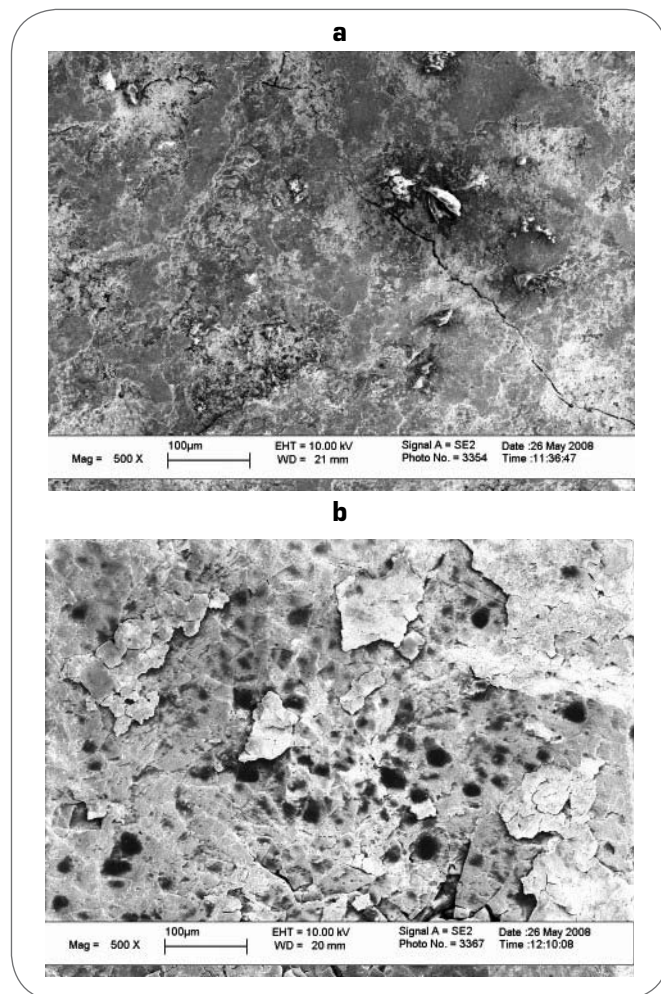 a
100µm EHT = 10.00 kV Signal A = SE2 Date :26 May 2008
Mag = 500 X WD = 21 mm Photo No. = 3354 Time :11:36:47
b
100µm EHT = 10.00 kV Signal A = SE2 Date :26 May 2008
Mag = 500 X WD = 20 mm Photo No. = 3367 Time :12:10:08